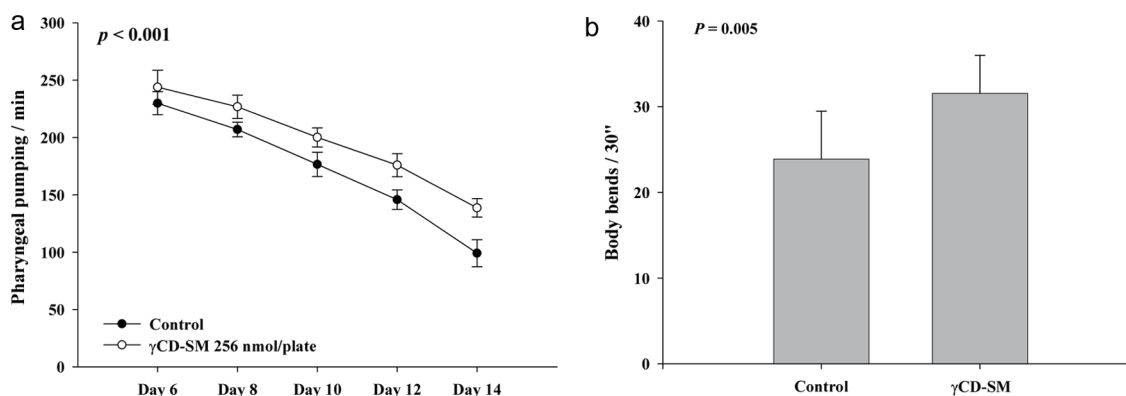 a
p < 0.001
300
250
200
150
100
50
0
Pharyngeal pumping / min
Control
γCD-SM 256 nmol/plate
Day 6 Day 8 Day 10 Day 12 Day 14
b
P = 0.005
40
30
20
10
0
Body bends / 30"
Control γCD-SM